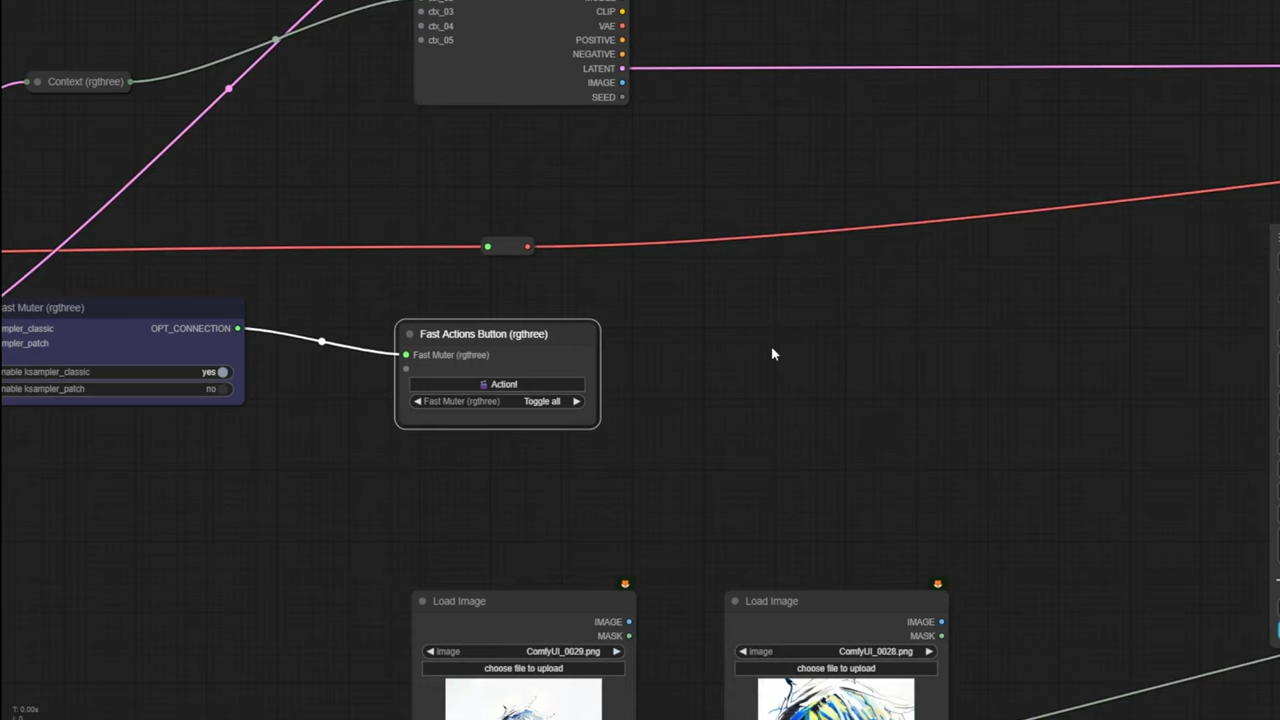 ctx_03
CLIP
ctx_04
VAE
ctx_05
POSITIVE
NEGATIVE
LATENT
IMAGE
SEED
Context (rgthree)
ast Muter (rgthree)
mpler_classic
OPT_CONNECTION
mpler_patch
nable ksampler_classic
yes
nable ksampler_patch
no
Fast Actions Button (rgthree)
Fast Muter (rgthree)
🎬 Action!
Fast Muter (rgthree)
Toggle all
Load Image
IMAGE
MASK
image
ComfyUI_0029.png
choose file to upload
Load Image
IMAGE
MASK
image
ComfyUI_0028.png
choose file to upload
T: 0.00s